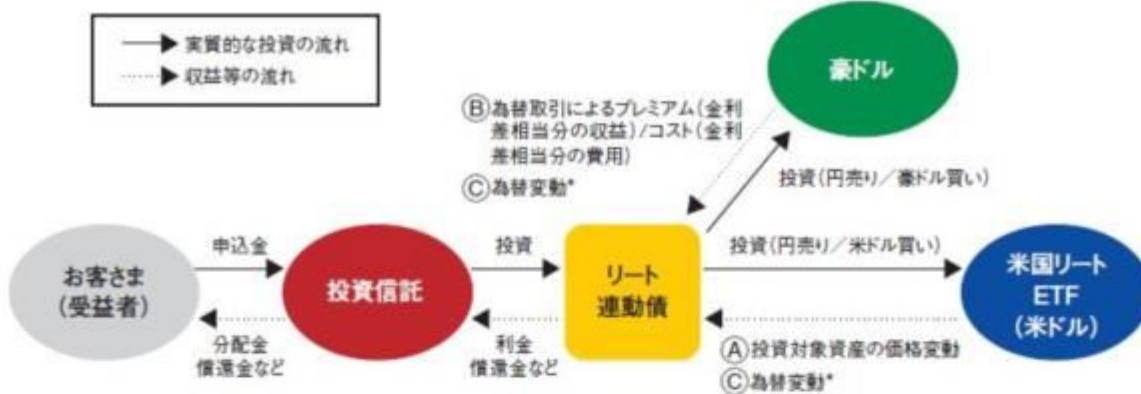 実質的な投資の流れ
収益等の流れ
豪ドル
Ⓑ為替取引によるプレミアム(金利
差相当分の収益)/コスト(金利
差相当分の費用)
Ⓒ為替変動*
投資(円売り/豪ドル買い)
お客さま
(受益者)
申込金
分配金
償還金など
投資信託
投資
利金
償還金など
リート
連動債
投資(円売り/米ドル買い)
Ⓐ投資対象資産の価格変動
Ⓒ為替変動*
米国リート
ETF
(米ドル)